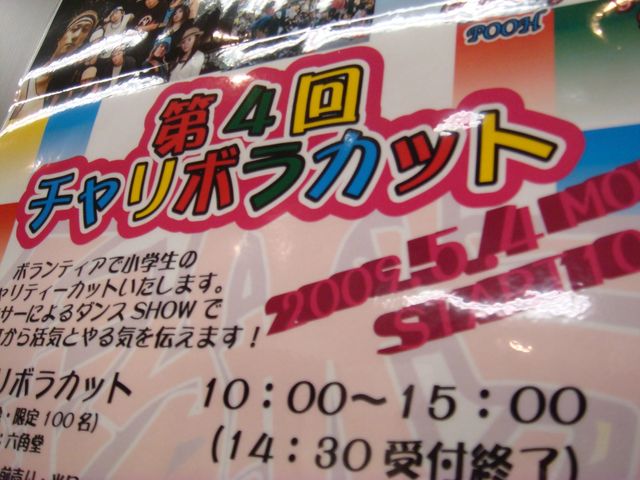 POOH
第4回
チャリボラカット
2009.5.4 MON
START 10
ボランティアで小学生の
ャリティーカットいたします。
サーによるダンスSHOWで
から活気とやる気を伝えます！
リボラカット
・限定100名)
：六角堂
10：00〜15：00
(14：30受付終了)